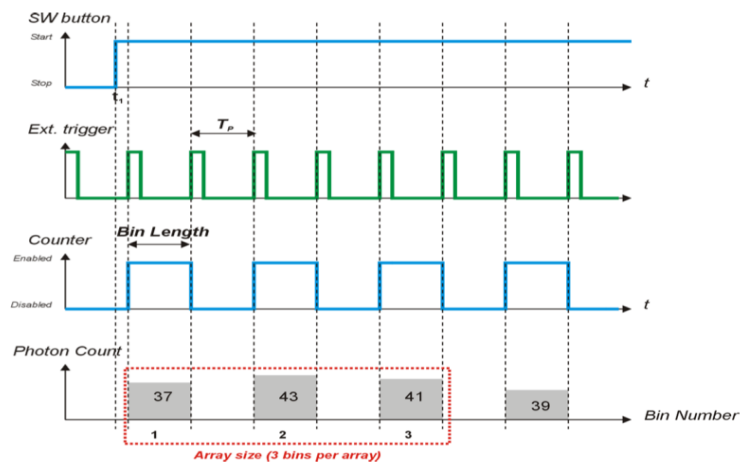 SW button
Start
Stop
t
t1
Ext. trigger
TP
Bin Length
Counter
Enabled
Disabled
t
Photon Count
37
43
41
39
Bin Number
1
2
3
Array size (3 bins per array)